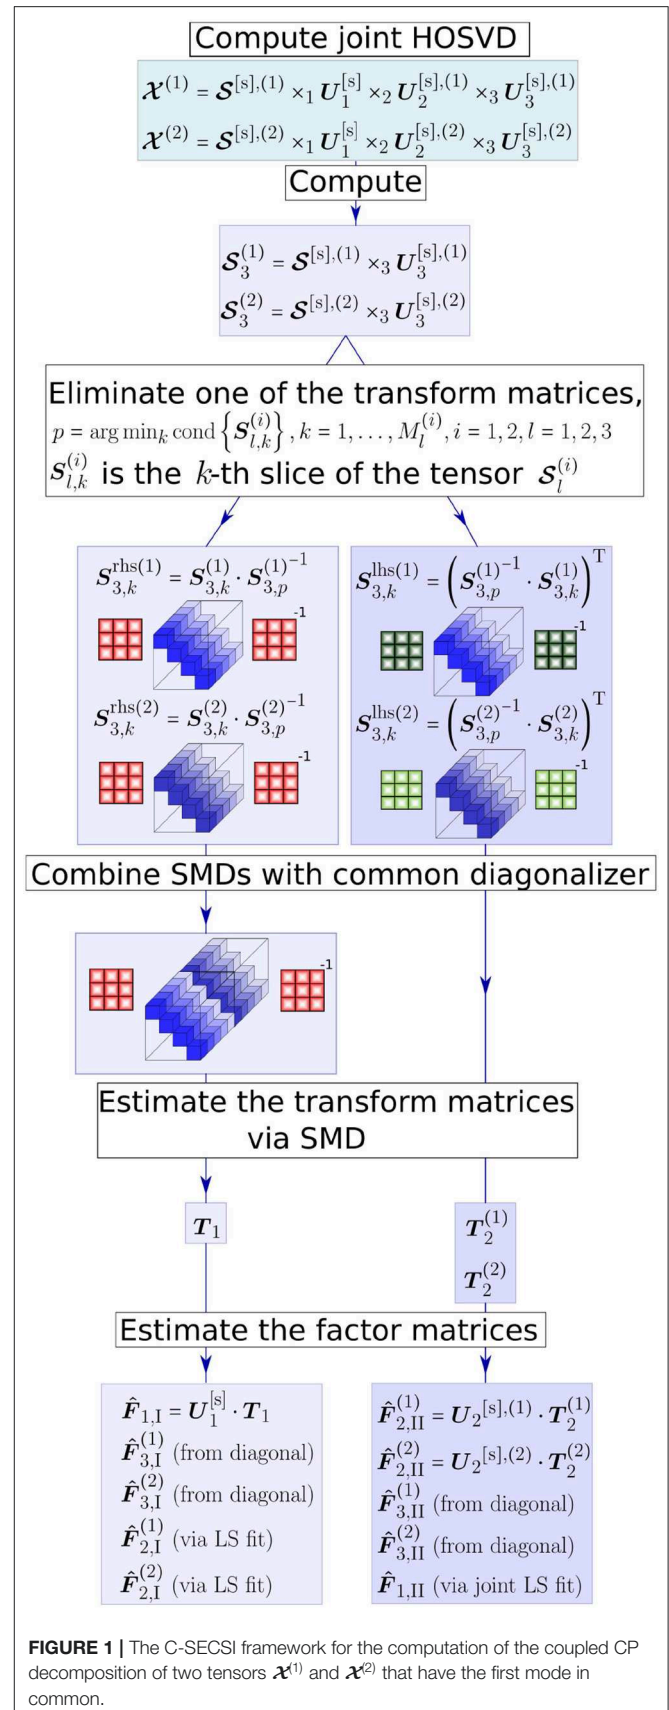 Compute joint HOSVD
𝓧^(1) = 𝓢^[s],(1) ×₁ U₁^[s] ×₂ U₂^[s],(1) ×₃ U₃^[s],(1)
𝓧^(2) = 𝓢^[s],(2) ×₁ U₁^[s] ×₂ U₂^[s],(2) ×₃ U₃^[s],(2)
Compute
𝓢₃^(1) = 𝓢^[s],(1) ×₃ U₃^[s],(1)
𝓢₃^(2) = 𝓢^[s],(2) ×₃ U₃^[s],(2)
Eliminate one of the transform matrices,
p = arg min_k cond {S_{l,k}^(i)}, k = 1, …, M_l^(i), i = 1, 2, l = 1, 2, 3
S_{l,k}^(i) is the k-th slice of the tensor 𝓢_l^(i)
S_{3,k}^{rhs(1)} = S_{3,k}^(1) · S_{3,p}^{(1)^-1}
-1
S_{3,k}^{rhs(2)} = S_{3,k}^(2) · S_{3,p}^{(2)^-1}
-1
S_{3,k}^{lhs(1)} = (S_{3,p}^{(1)^-1} · S_{3,k}^(1))^T
-1
S_{3,k}^{lhs(2)} = (S_{3,p}^{(2)^-1} · S_{3,k}^(2))^T
-1
Combine SMDs with common diagonalizer
-1
Estimate the transform matrices
via SMD
T₁
T₂^(1)
T₂^(2)
Estimate the factor matrices
F̂_{1,I} = U₁^[s] · T₁
F̂_{3,I}^(1) (from diagonal)
F̂_{3,I}^(2) (from diagonal)
F̂_{2,I}^(1) (via LS fit)
F̂_{2,I}^(2) (via LS fit)
F̂_{2,II}^(1) = U₂^[s],(1) · T₂^(1)
F̂_{2,II}^(2) = U₂^[s],(2) · T₂^(2)
F̂_{3,II}^(1) (from diagonal)
F̂_{3,II}^(2) (from diagonal)
F̂_{1,II} (via joint LS fit)
FIGURE 1 | The C-SECSI framework for the computation of the coupled CP
decomposition of two tensors 𝓧^(1) and 𝓧^(2) that have the first mode in
common.